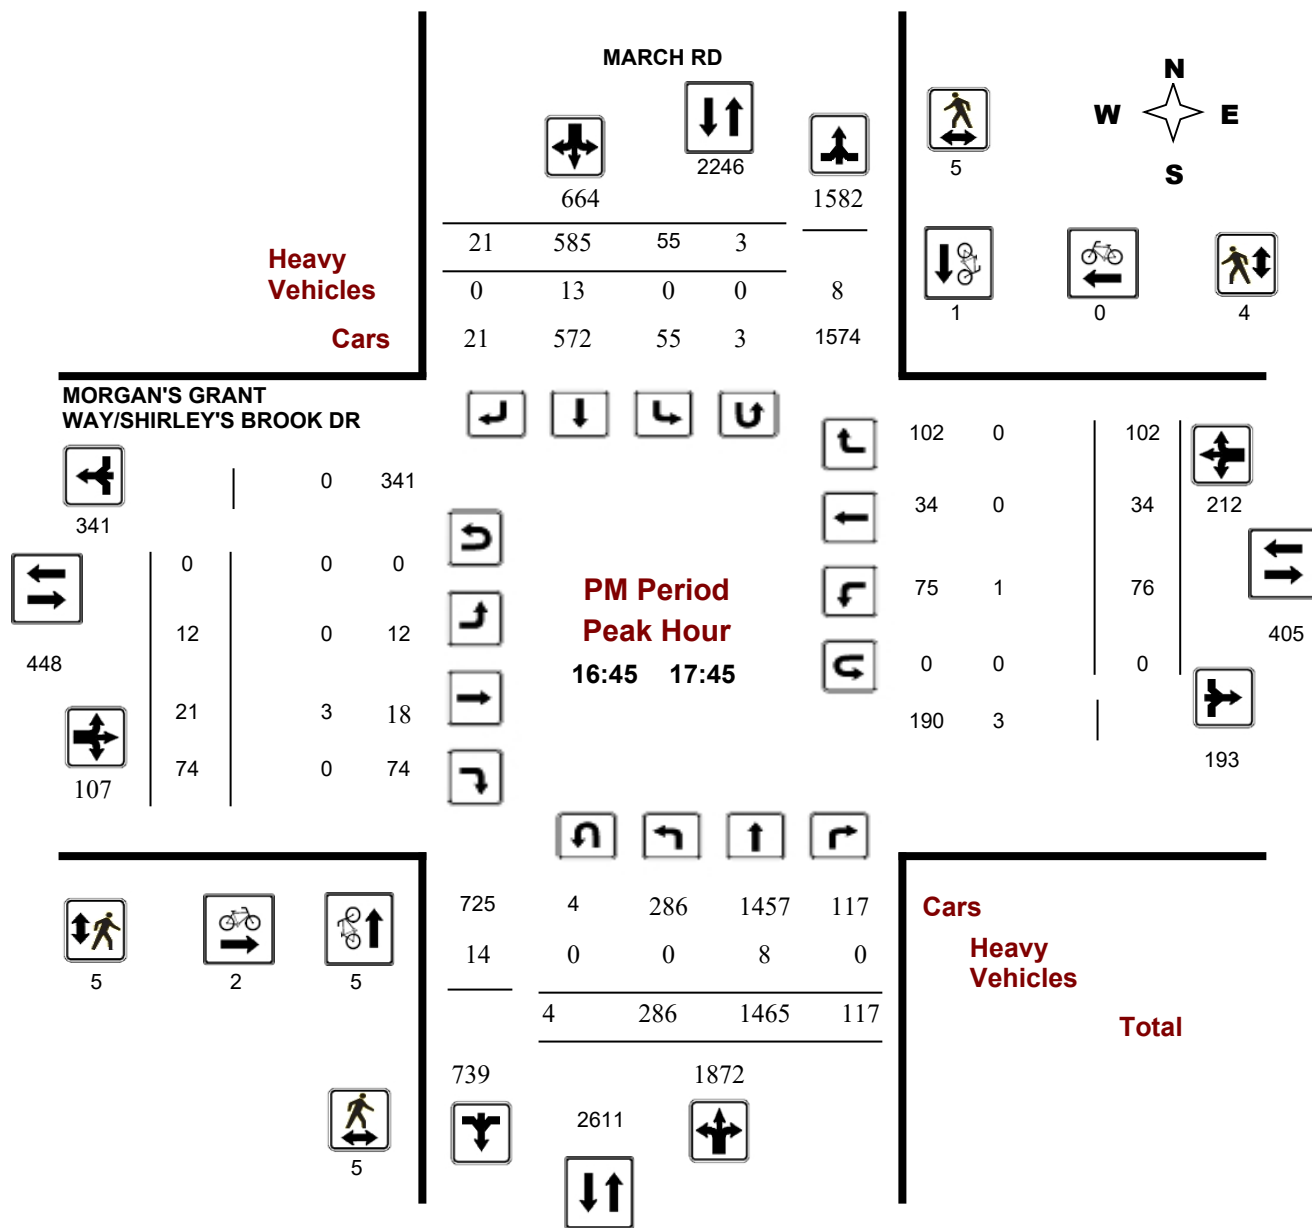 MARCH RD
N
W E
S
2246
5
664 1582
21 585 55 3
Heavy
Vehicles 0 13 0 0 8
1 0 4
Cars 21 572 55 3 1574
MORGAN'S GRANT
WAY/SHIRLEY'S BROOK DR
102 0 102
0 341
34 0 34 212
341
0 0 0
PM Period
75 1 76
Peak Hour
12 0 12
405
448
16:45 17:45
0 0 0
21 3 18
190 3
74 0 74
193
107
725 4 286 1457 117 Cars
14 0 0 8 0 Heavy
Vehicles
5 2 5
4 286 1465 117 Total
739 1872
2611
5